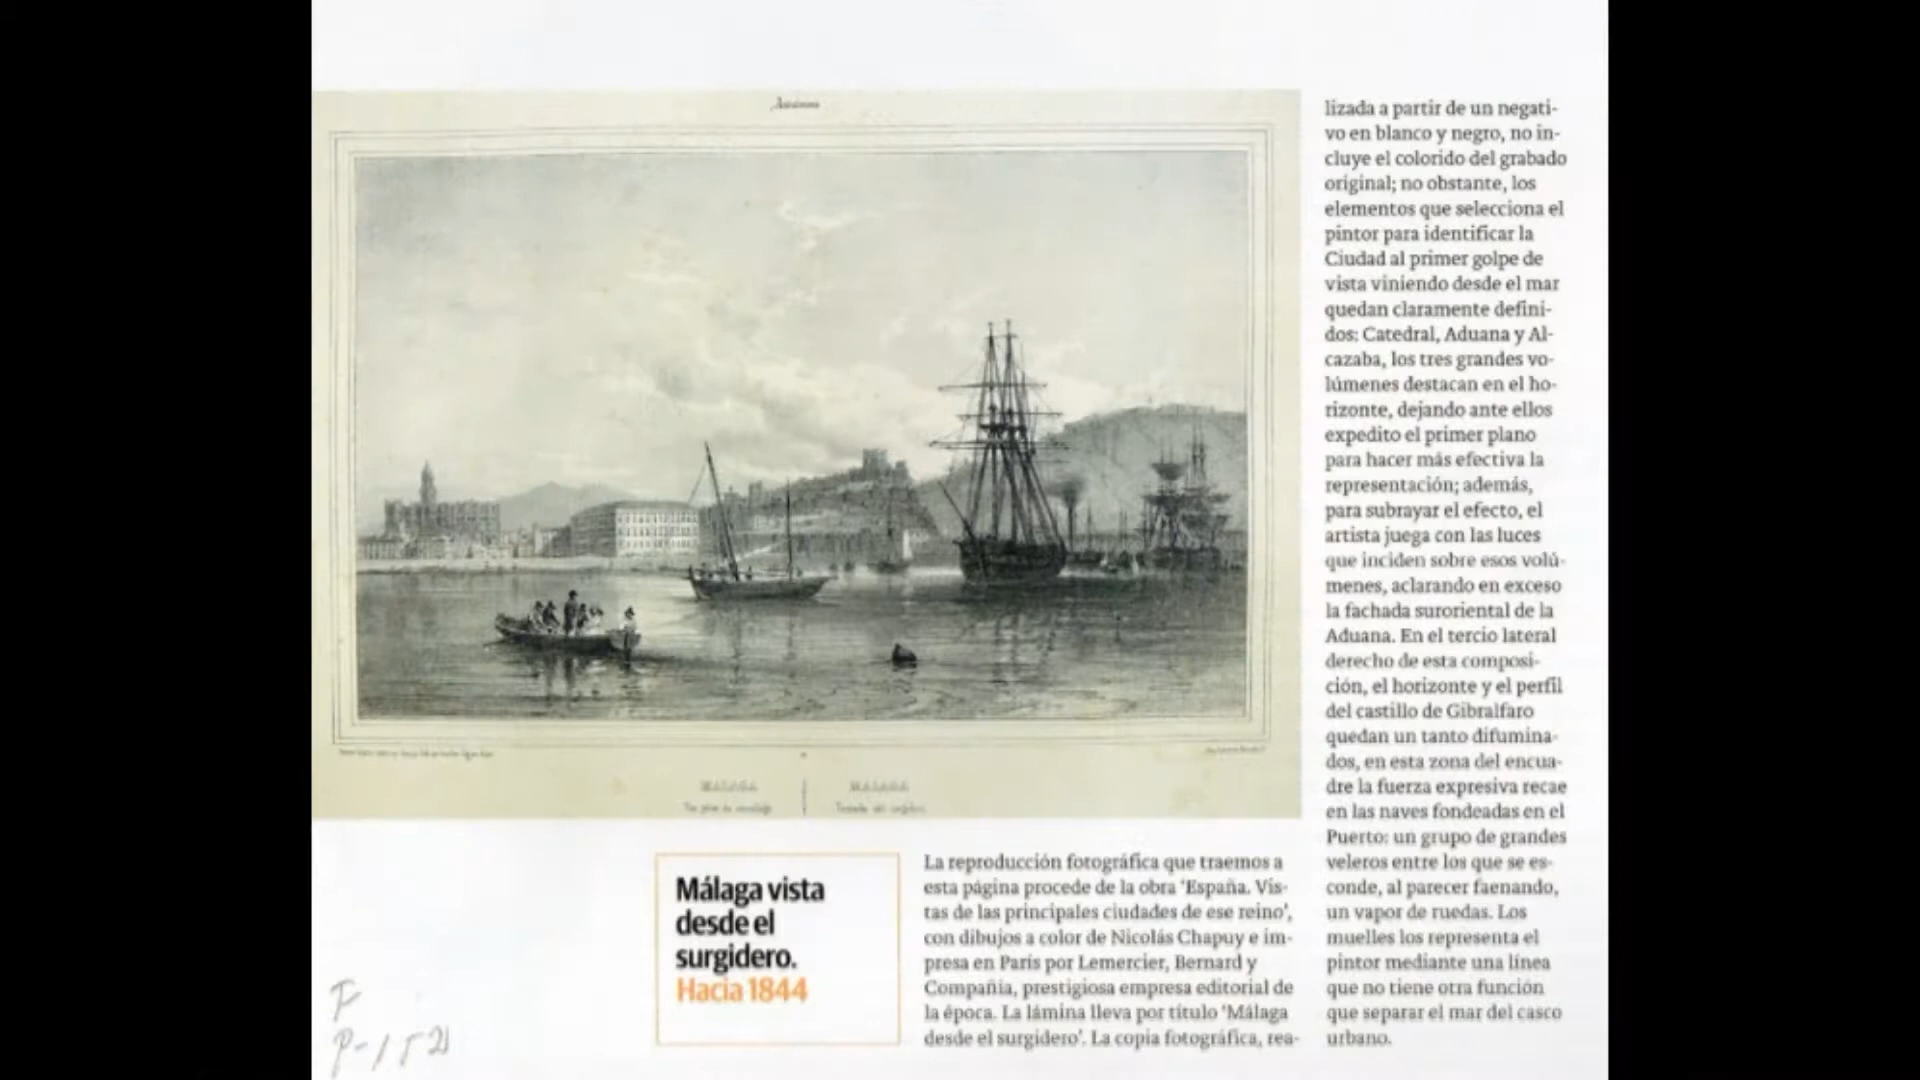 MALAGA
MALAGA
Málaga vista
desde el
surgidero.
Hacia 1844
La reproducción fotográfica que traemos a
esta página procede de la obra ‘España. Vis-
tas de las principales ciudades de ese reino’,
con dibujos a color de Nicolás Chapuy e im-
presa en París por Lemercier, Bernard y
Compañía, prestigiosa empresa editorial de
la época. La lámina lleva por título ‘Málaga
desde el surgidero’. La copia fotográfica, rea-
lizada a partir de un negati-
vo en blanco y negro, no in-
cluye el colorido del grabado
original; no obstante, los
elementos que selecciona el
pintor para identificar la
Ciudad al primer golpe de
vista viniendo desde el mar
quedan claramente defini-
dos: Catedral, Aduana y Al-
cazaba, los tres grandes vo-
lúmenes destacan en el ho-
rizonte, dejando ante ellos
expedito el primer plano
para hacer más efectiva la
representación; además,
para subrayar el efecto, el
artista juega con las luces
que inciden sobre esos volú-
menes, aclarando en exceso
la fachada suroriental de la
Aduana. En el tercio lateral
derecho de esta composi-
ción, el horizonte y el perfil
del castillo de Gibralfaro
quedan un tanto difumina-
dos, en esta zona del encua-
dre la fuerza expresiva recae
en las naves fondeadas en el
Puerto: un grupo de grandes
veleros entre los que se es-
conde, al parecer faenando,
un vapor de ruedas. Los
muelles los representa el
pintor mediante una línea
que no tiene otra función
que separar el mar del casco
urbano.
F